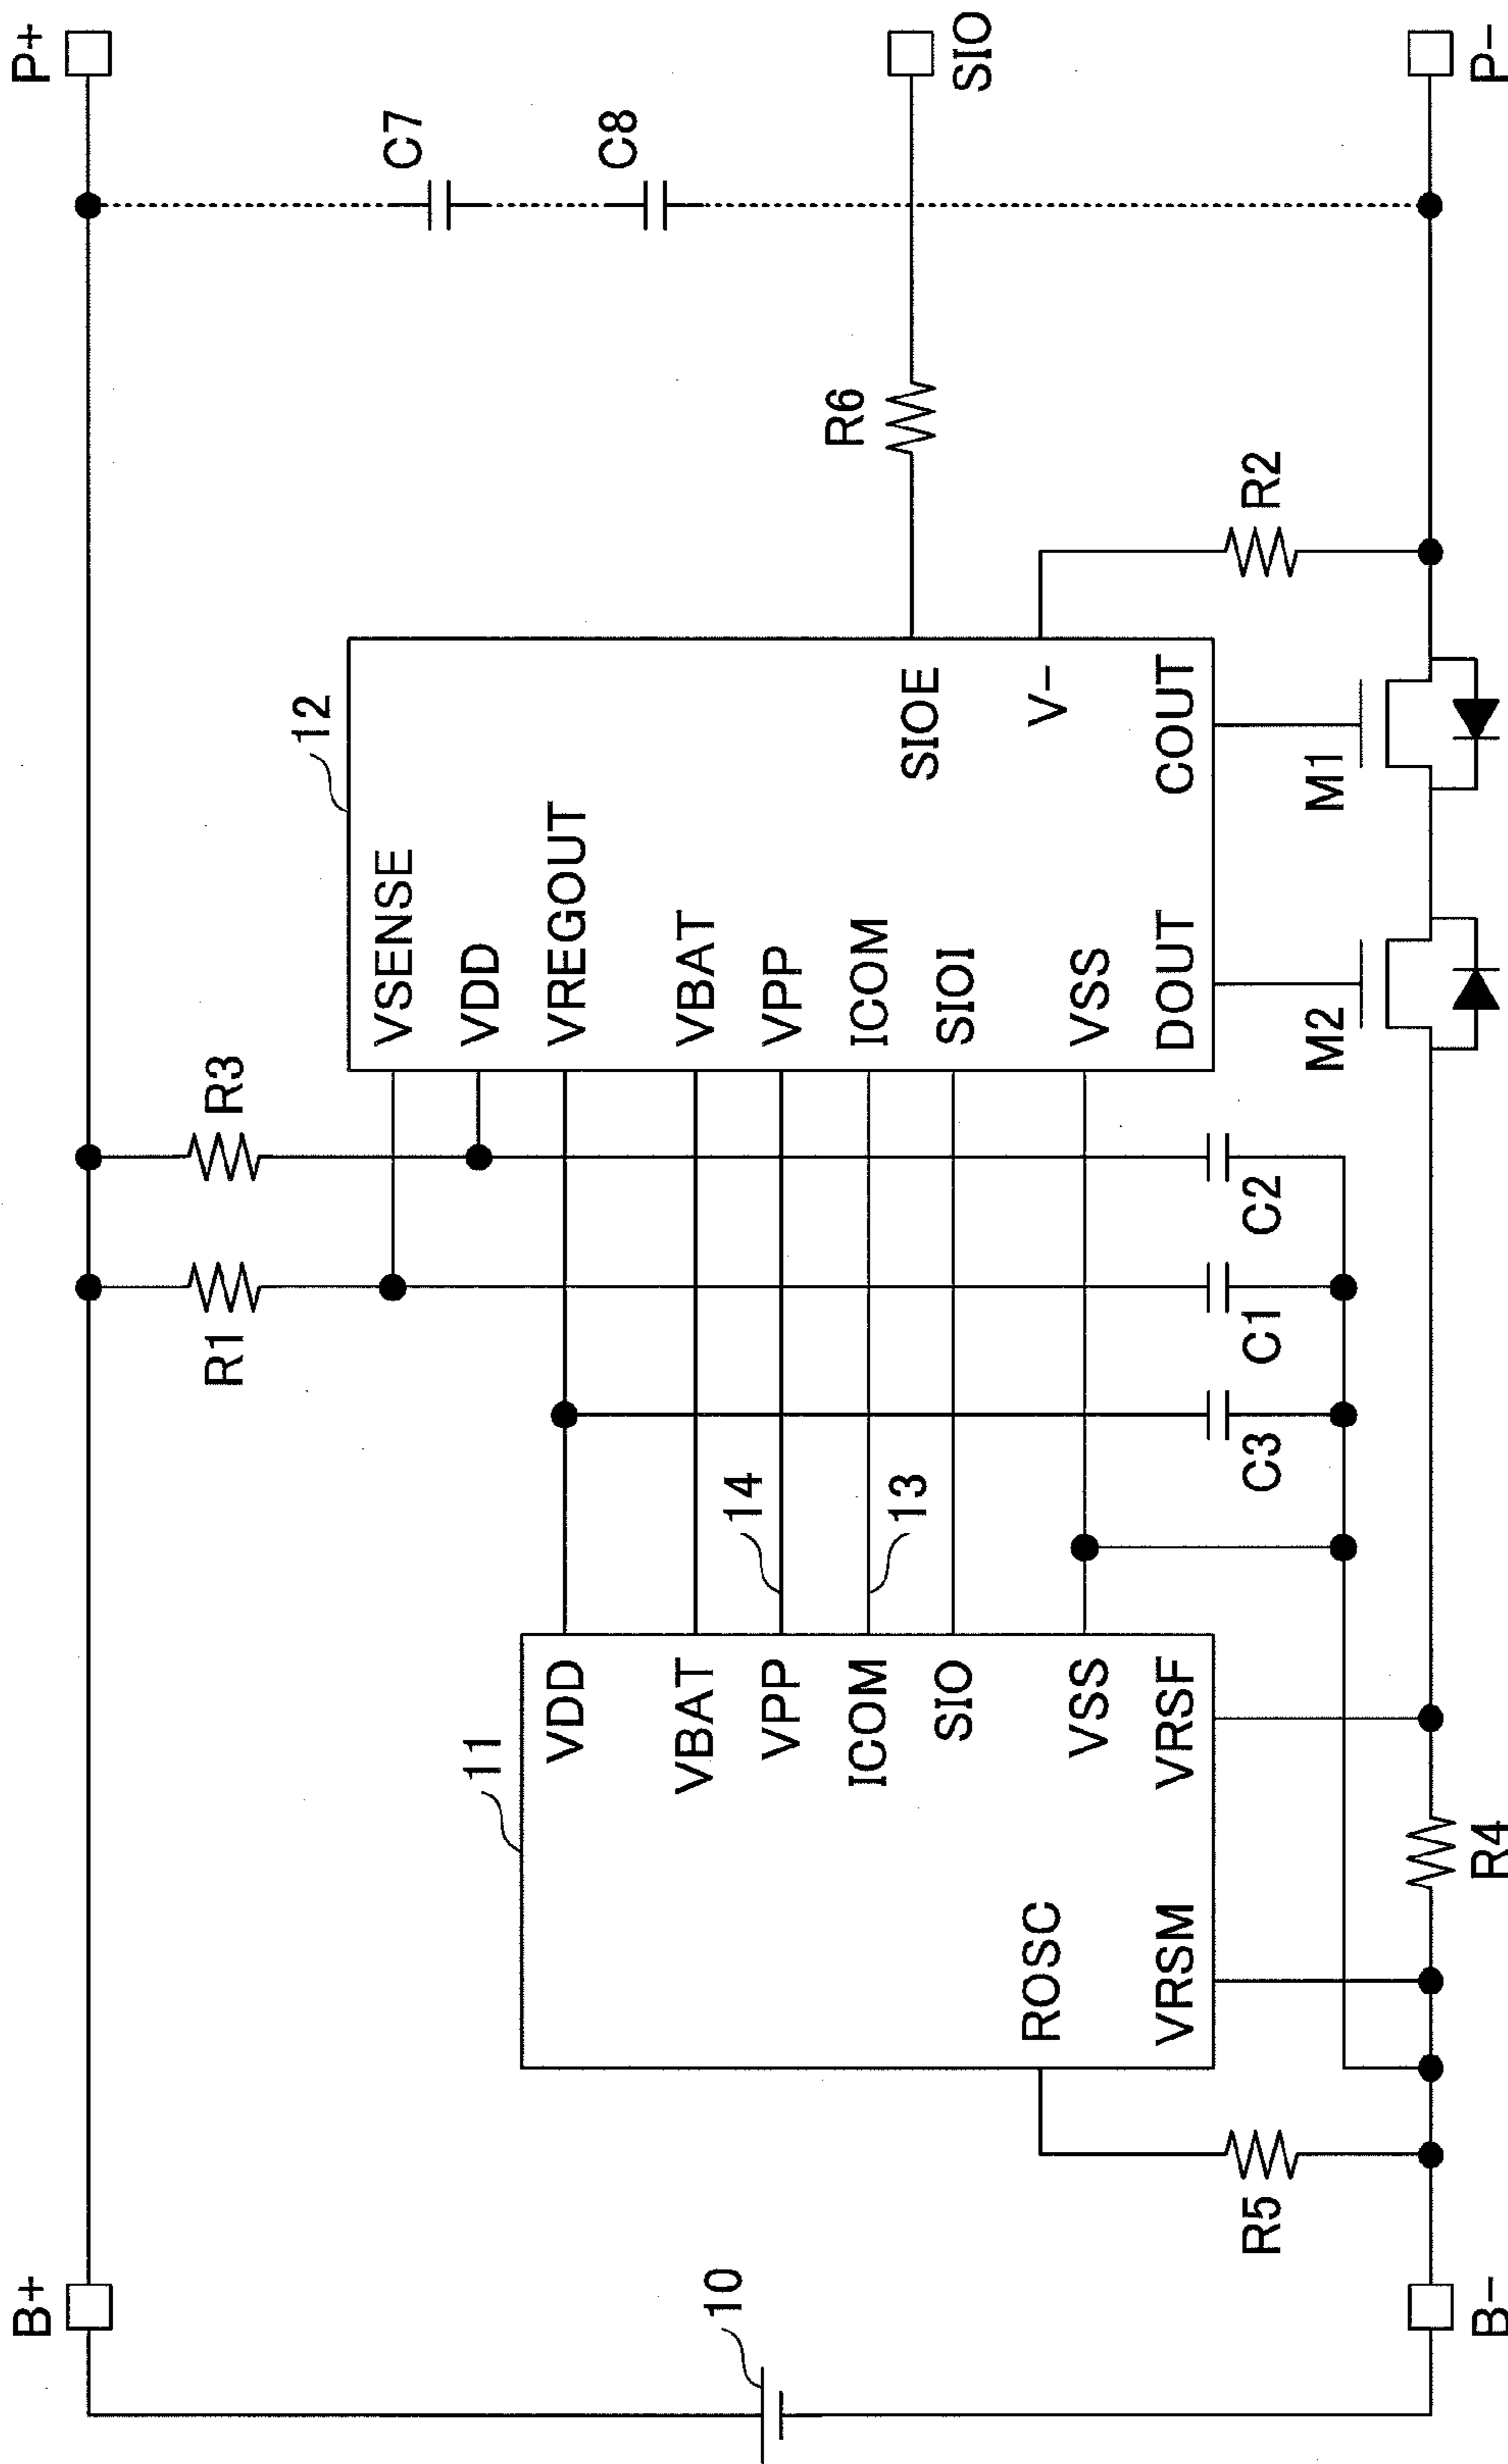 P+
SIO
P-
C7
C8
R6
R2
12
VSENSE
VDD
VREGOUT
VBAT
VPP
ICOM
SIOI
VSS
DOUT
SIOE
V-
COUT
M1
M2
R3
R1
C2
C1
C3
14
13
11
VDD
VBAT
VPP
ICOM
SIO
VSS
VRSF
ROSC
VRSM
R4
R5
B+
10
B-